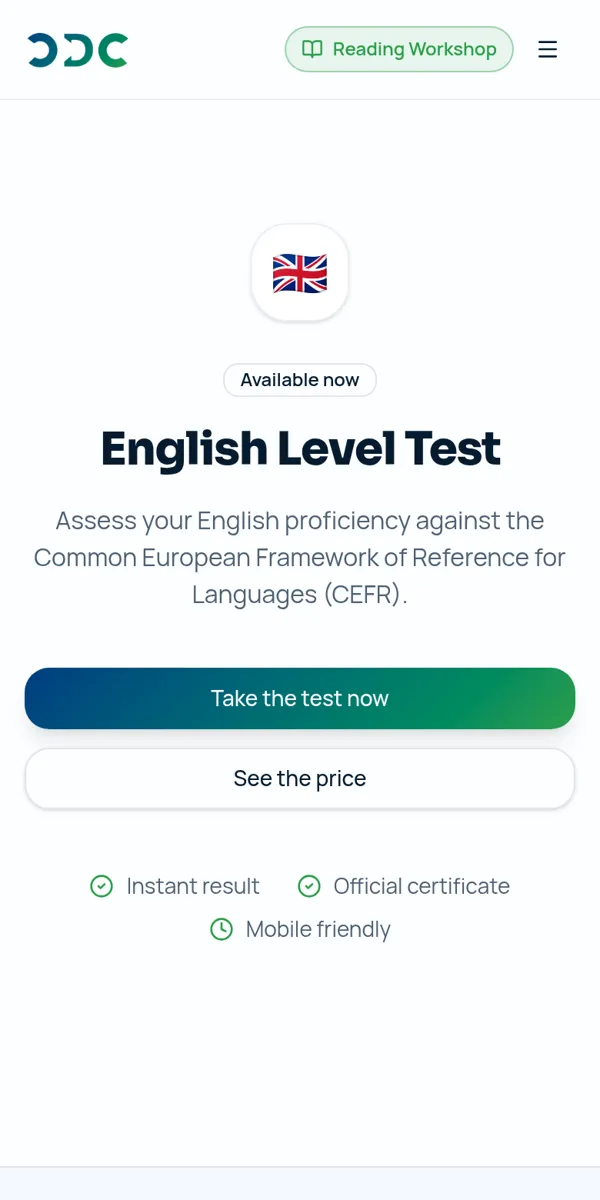 Reading Workshop
Available now
English Level Test
Assess your English proficiency against the
Common European Framework of Reference for
Languages (CEFR).
Take the test now
See the price
Instant result
Official certificate
Mobile friendly